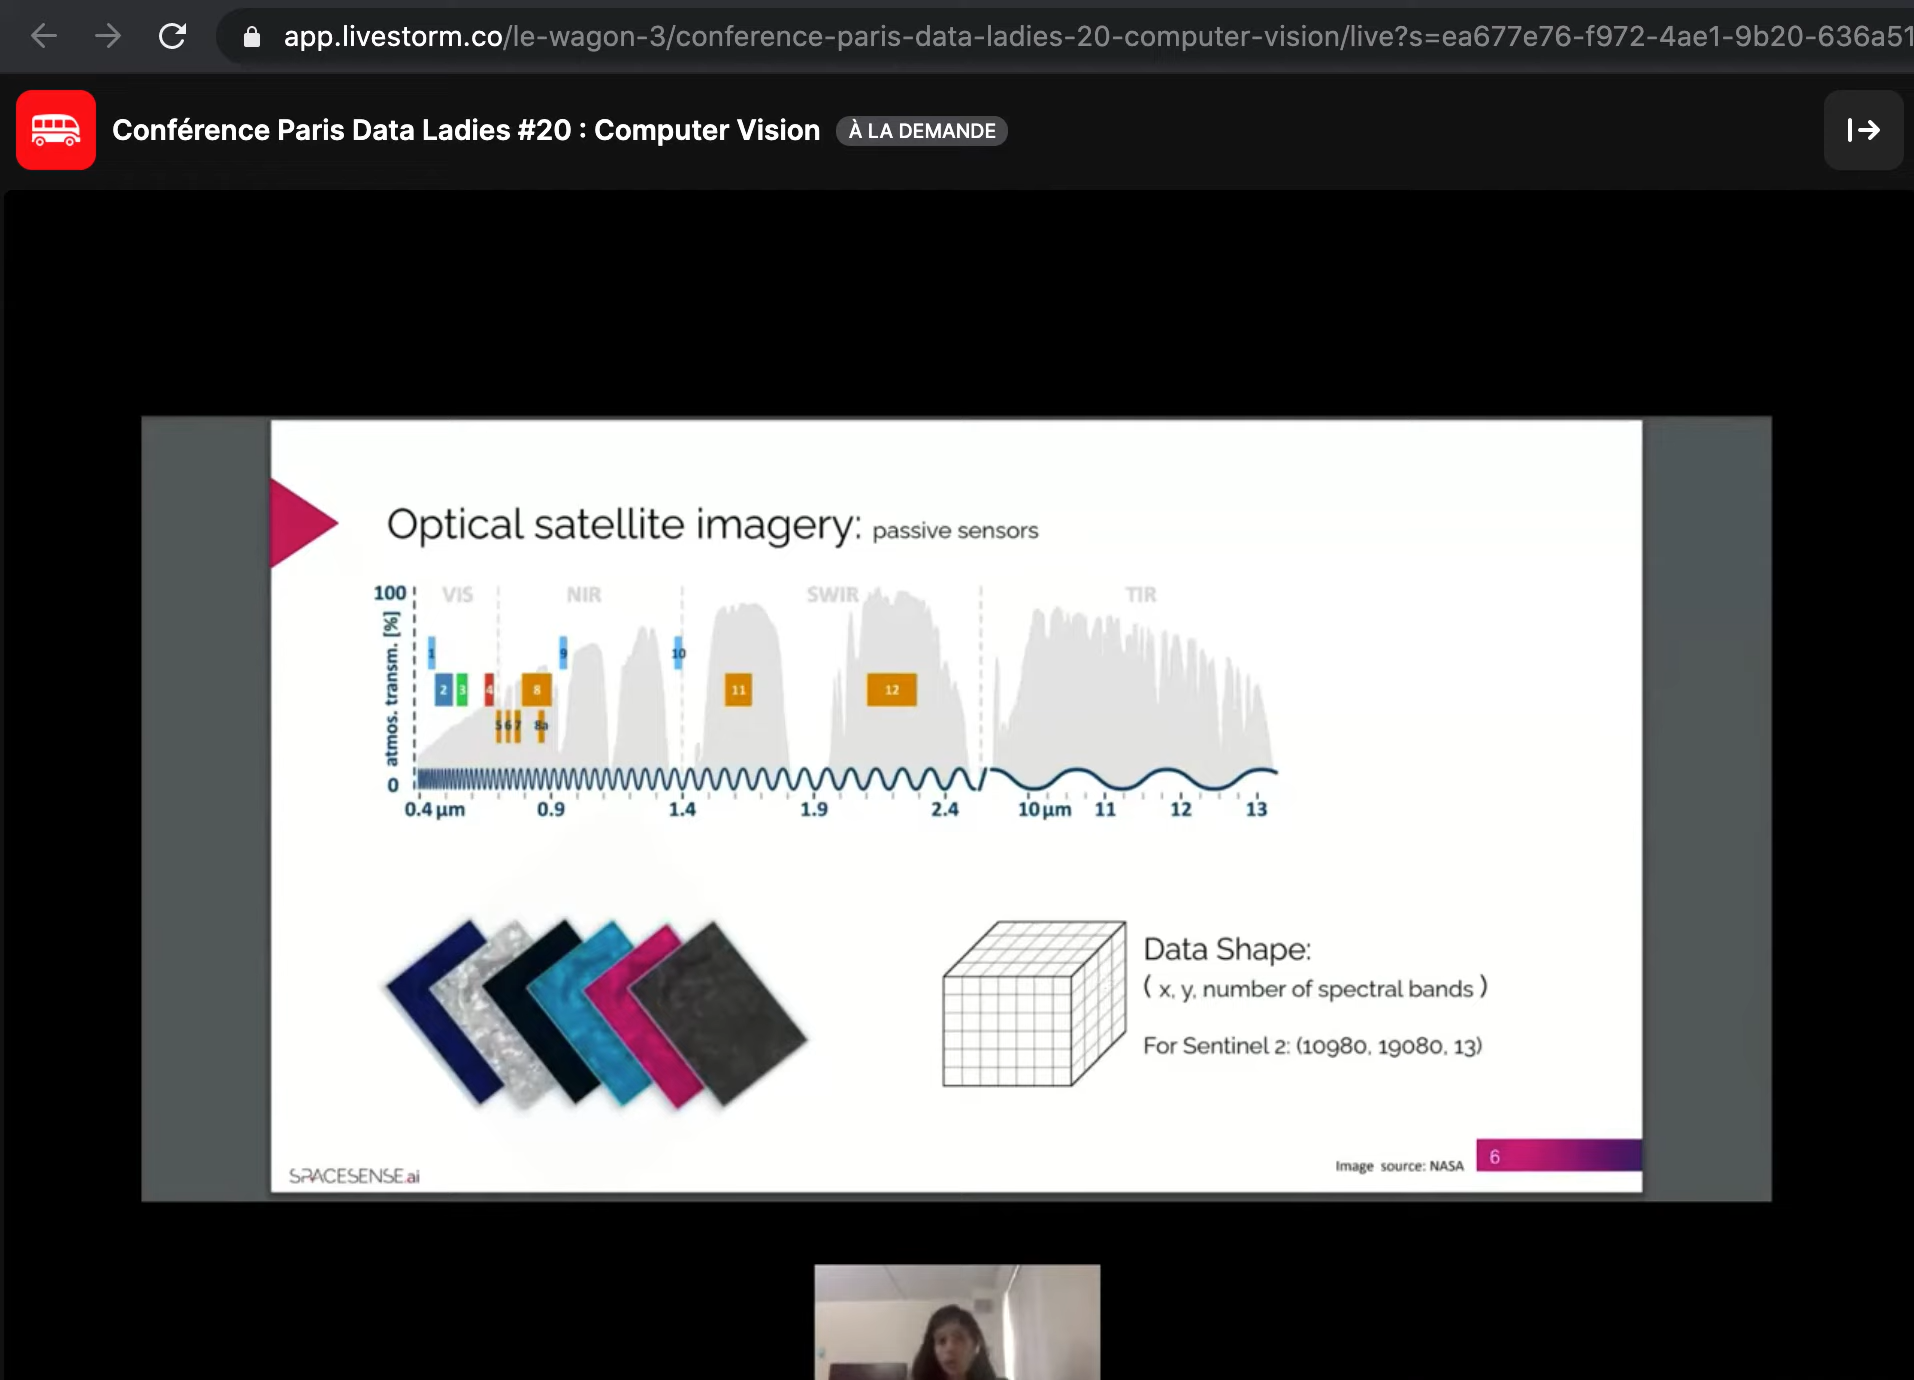 app.livestorm.co/le-wagon-3/conference-paris-data-ladies-20-computer-vision/live?s=ea677e76-f972-4ae1-9b20-636a51
Conférence Paris Data Ladies #20 : Computer Vision À LA DEMANDE
Optical satellite imagery: passive sensors
100 VIS NIR SWIR TIR
atmos. transm. [%]
1 9 10
2 3 4 8 11 12
5 6 7 8a
0
0.4 µm 0.9 1.4 1.9 2.4 10 µm 11 12 13
Data Shape:
( x, y, number of spectral bands )
For Sentinel 2: (10980, 19080, 13)
Image source: NASA 6
SPACESENSE.ai